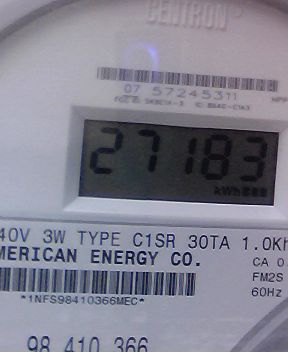 CENTRON
07 57245311
27183
kWh
40V 3W TYPE C1SR 30TA 1.0Kh
MERICAN ENERGY CO.
CA 0
FM2S
*1NFS98410366MEC*
60Hz
98 410 366